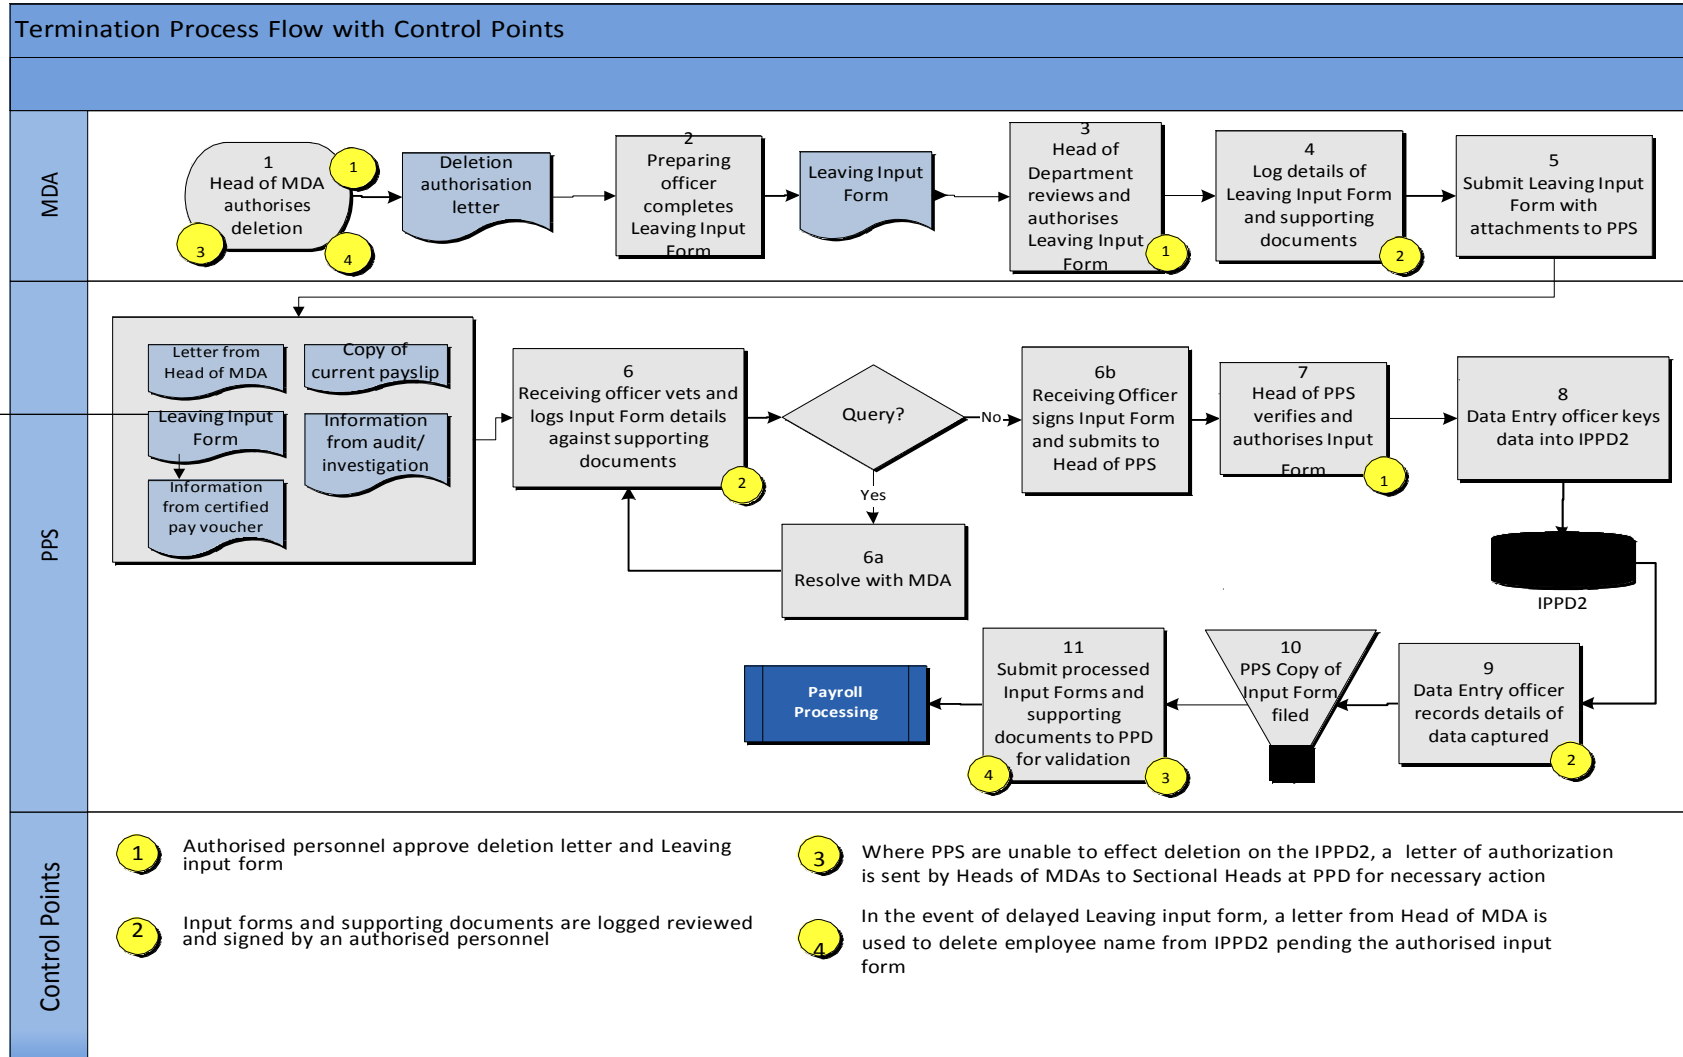 Termination Process Flow with Control Points
MDA
1
Head of MDA
authorises
deletion
1
3
4
Deletion
authorisation
letter
2
Preparing
officer
completes
Leaving Input
Form
Leaving Input
Form
3
Head of
Department
reviews and
authorises
Leaving Input
Form
1
4
Log details of
Leaving Input Form
and supporting
documents
2
5
Submit Leaving Input
Form with
attachments to PPS
PPS
Letter from
Head of MDA
Copy of
current payslip
Leaving Input
Form
Information
from audit/
investigation
Information
from certified
pay voucher
6
Receiving officer vets and
logs Input Form details
against supporting
documents
2
Query?
No
Yes
6a
Resolve with MDA
6b
Receiving Officer
signs Input Form
and submits to
Head of PPS
7
Head of PPS
verifies and
authorises Input
Form
1
8
Data Entry officer keys
data into IPPD2
IPPD2
9
Data Entry officer
records details of
data captured
2
10
PPS Copy of
Input Form
filed
11
Submit processed
Input Forms and
supporting
documents to PPD
for validation
4
3
Payroll
Processing
Control Points
1
Authorised personnel approve deletion letter and Leaving
input form
2
Input forms and supporting documents are logged reviewed
and signed by an authorised personnel
3
Where PPS are unable to effect deletion on the IPPD2, a letter of authorization
is sent by Heads of MDAs to Sectional Heads at PPD for necessary action
4
In the event of delayed Leaving input form, a letter from Head of MDA is
used to delete employee name from IPPD2 pending the authorised input
form